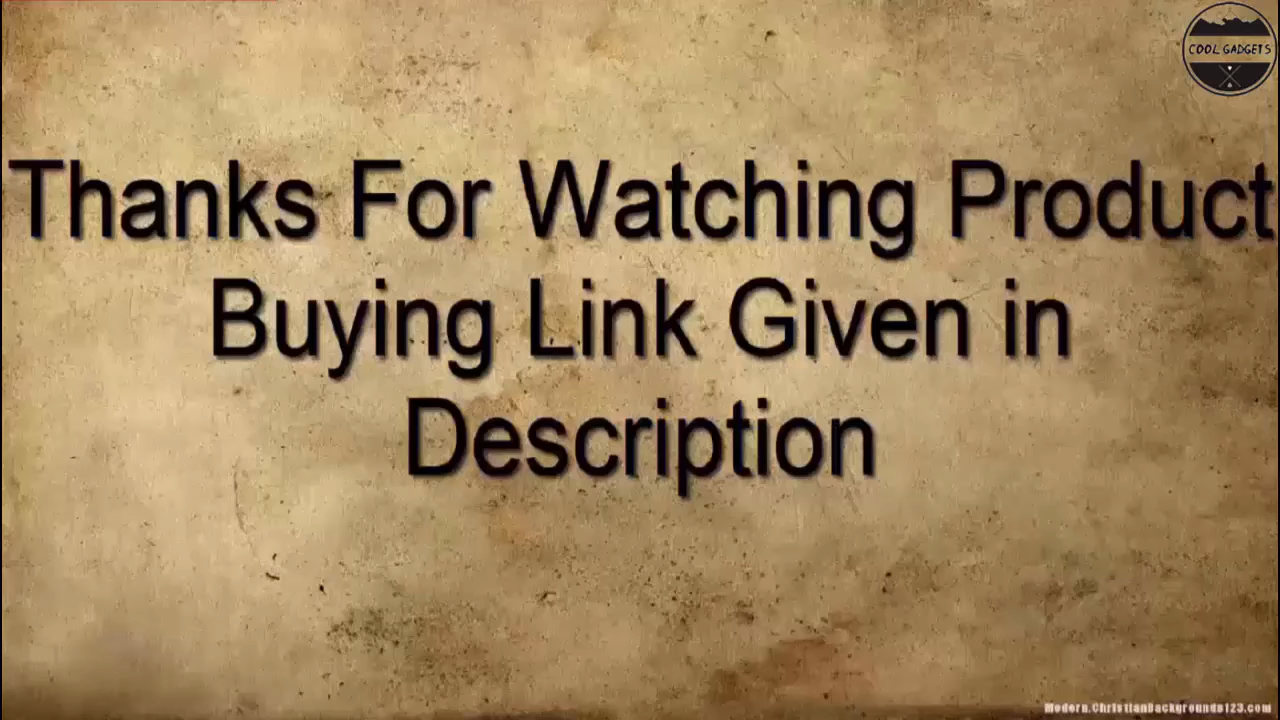 COOL GADGETS
Thanks For Watching Product
Buying Link Given in
Description
Modern.ChristianBackgrounds123.com